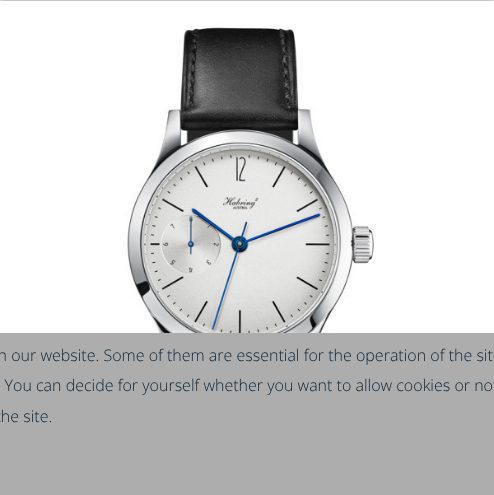 12
Habring²
AUSTRIA
n our website. Some of them are essential for the operation of the sit
You can decide for yourself whether you want to allow cookies or no
he site.